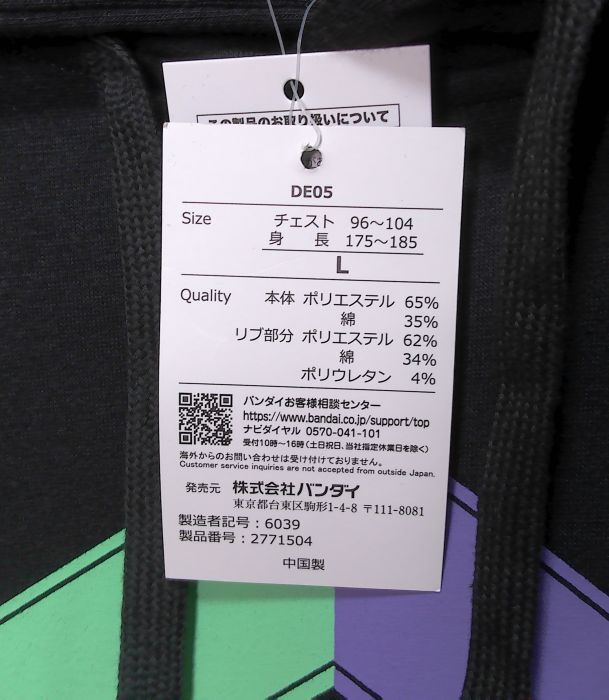 この製品のお取り扱いについて
DE05
Size チェスト 96～104
身 長 175～185
L
Quality 本体 ポリエステル 65%
綿 35%
リブ部分 ポリエステル 62%
綿 34%
ポリウレタン 4%
バンダイお客様相談センター
https://www.bandai.co.jp/support/top
ナビダイヤル 0570-041-101
受付10時～16時(土日祝日、当社指定休業日を除く)
海外からのお問い合わせは受け付けておりません。
Customer service inquiries are not accepted from outside Japan.
発売元 株式会社バンダイ
東京都台東区駒形1-4-8 〒111-8081
製造者記号：6039
製品番号：2771504
中国製